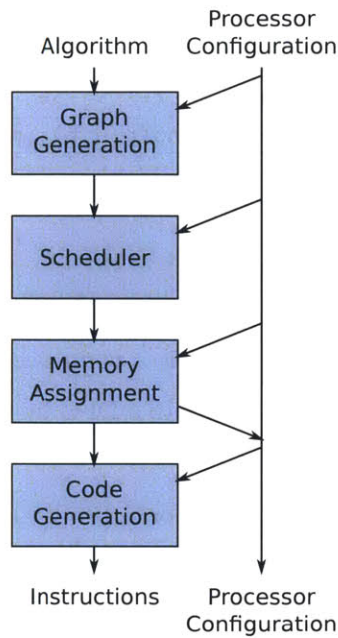 Processor
Algorithm Configuration
Graph
Generation
Scheduler
Memory
Assignment
Code
Generation
Instructions Processor
Configuration